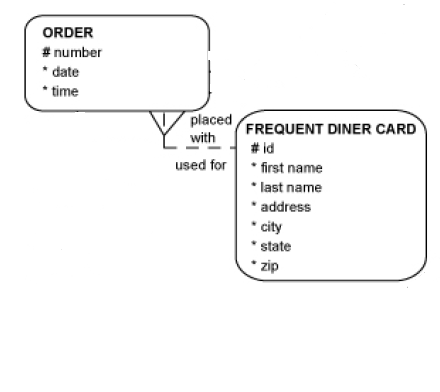 ORDER
# number
* date
* time
placed
with
used for
FREQUENT DINER CARD
# id
* first name
* last name
* address
* city
* state
* zip